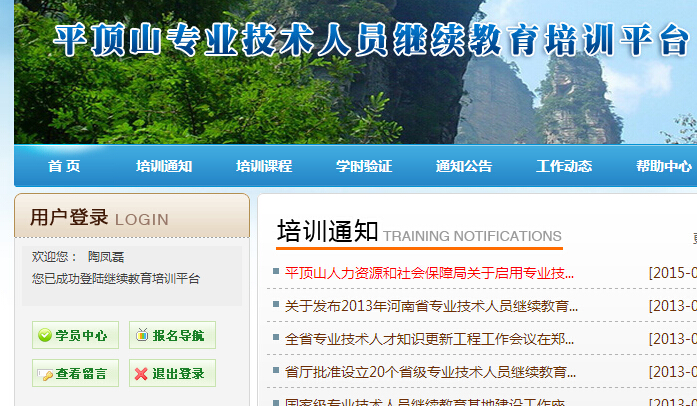 平顶山专业技术人员继续教育培训平台
首 页 培训通知 培训课程 学时验证 通知公告 工作动态 帮助中心
用户登录 LOGIN
欢迎您： 陶凤磊
您已成功登陆继续教育培训平台
学员中心 报名导航
查看留言 退出登录
培训通知 TRAINING NOTIFICATIONS
平顶山人力资源和社会保障局关于启用专业技... [2015-0
关于发布2013年河南省专业技术人员继续教育... [2013-0
全省专业技术人才知识更新工程工作会议在郑... [2013-0
省厅批准设立20个省级专业技术人员继续教育... [2013-0
国家级专业技术人员继续教育基地建设工作座... [2013-0